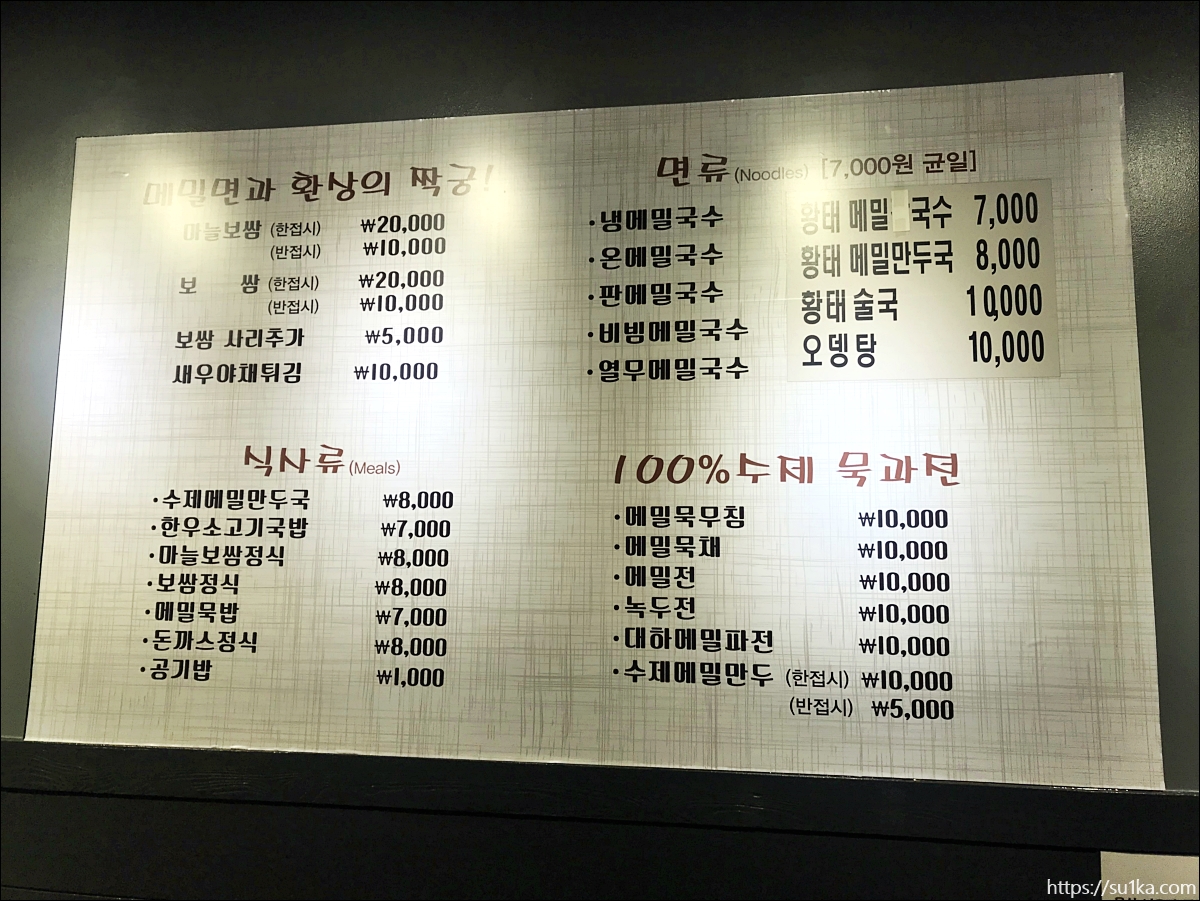 메밀면과 환상의 짝궁!
마늘보쌈 (한접시) ₩20,000
(반접시) ₩10,000
보 쌈 (한접시) ₩20,000
(반접시) ₩10,000
보쌈 사리추가 ₩5,000
새우야채튀김 ₩10,000
면류(Noodles) [7,000원 균일]
·냉메밀국수
·온메밀국수
·판메밀국수
·비빔메밀국수
·열무메밀국수
황태 메밀 국수 7,000
황태 메밀만두국 8,000
황태 술국 10,000
오뎅탕 10,000
식사류(Meals)
·수제메밀만두국 ₩8,000
·한우소고기국밥 ₩7,000
·마늘보쌈정식 ₩8,000
·보쌈정식 ₩8,000
·메밀묵밥 ₩7,000
·돈까스정식 ₩8,000
·공기밥 ₩1,000
100%수제 묵과전
·메밀묵무침 ₩10,000
·메밀묵채 ₩10,000
·메밀전 ₩10,000
·녹두전 ₩10,000
·대하메밀파전 ₩10,000
·수제메밀만두 (한접시) ₩10,000
(반접시) ₩5,000
https://su1ka.com